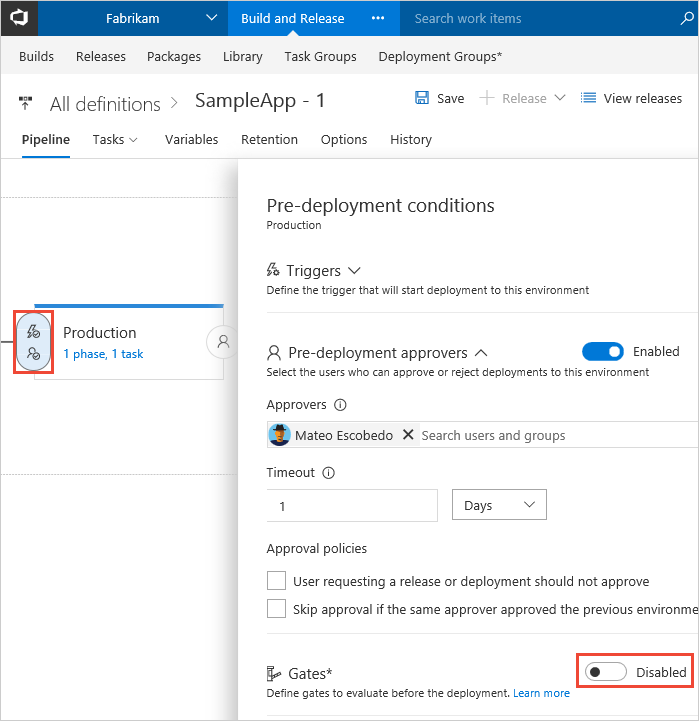 Fabrikam
Build and Release
Search work items
Builds
Releases
Packages
Library
Task Groups
Deployment Groups*
All definitions > SampleApp - 1
Save
Release
View releases
Pipeline
Tasks
Variables
Retention
Options
History
Production
1 phase, 1 task
Pre-deployment conditions
Production
Triggers
Define the trigger that will start deployment to this environment
Pre-deployment approvers
Enabled
Select the users who can approve or reject deployments to this environment
Approvers
Mateo Escobedo
Search users and groups
Timeout
1
Days
Approval policies
User requesting a release or deployment should not approve
Skip approval if the same approver approved the previous environme
Gates*
Disabled
Define gates to evaluate before the deployment. Learn more